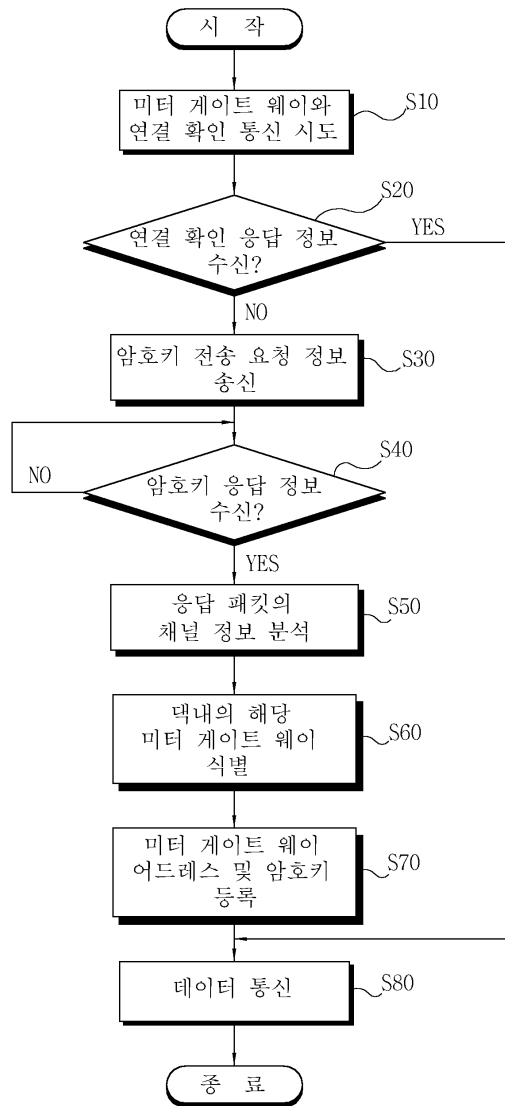 시 작
미터 게이트 웨이와
연결 확인 통신 시도
S10
S20
연결 확인 응답 정보
수신?
YES
NO
암호키 전송 요청 정보
송신
S30
S40
NO
암호키 응답 정보
수신?
YES
응답 패킷의
채널 정보 분석
S50
댁내의 해당
미터 게이트 웨이
식별
S60
미터 게이트 웨이
어드레스 및 암호키
등록
S70
데이터 통신
S80
종 료